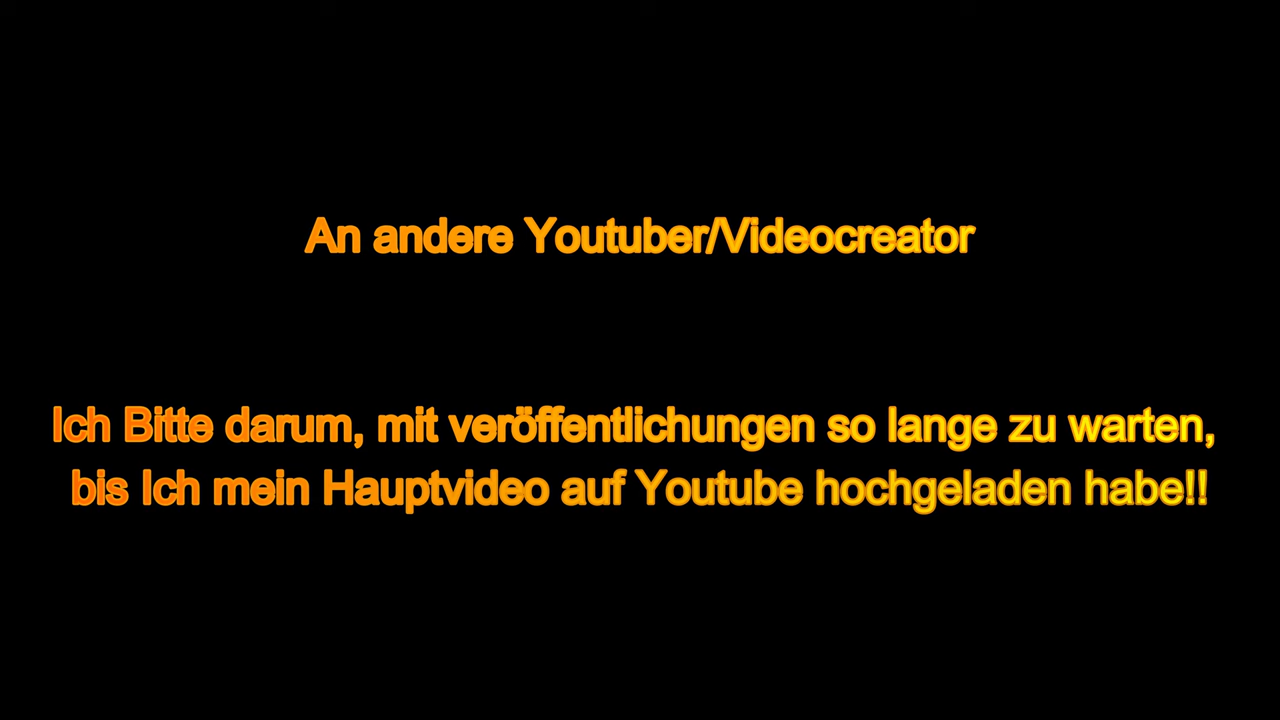 An andere Youtuber/Videocreator
Ich Bitte darum, mit veröffentlichungen so lange zu warten,
bis Ich mein Hauptvideo auf Youtube hochgeladen habe!!